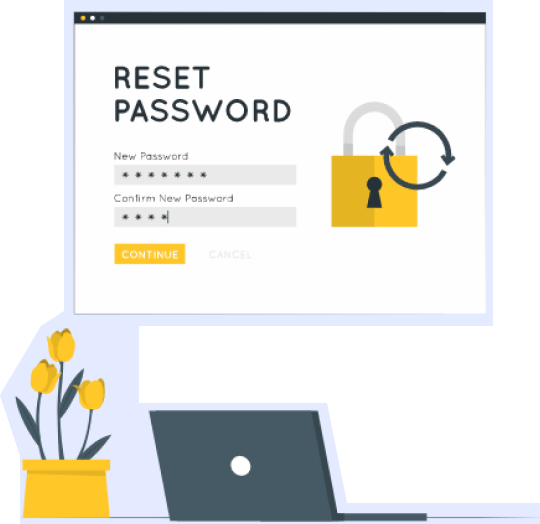 RESET
PASSWORD
New Password
* * * * * * *
Confirm New Password
* * * *
CONTINUE CANCEL